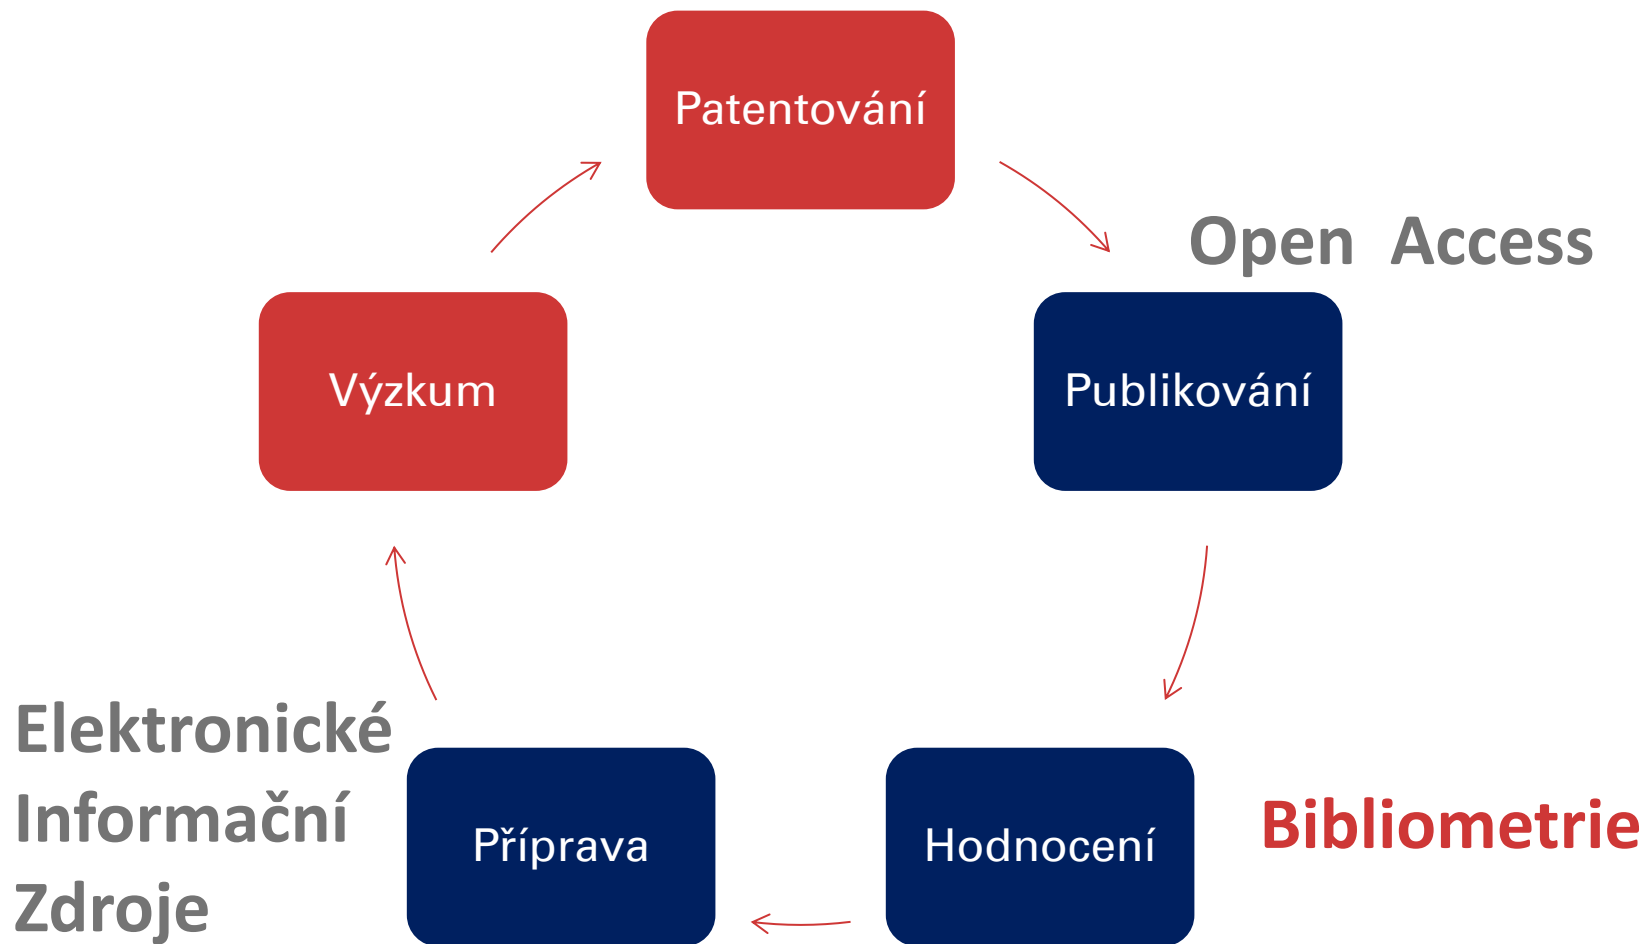 Patentování
Open Access
Výzkum
Publikování
Elektronické
Informační
Zdroje
Příprava
Hodnocení
Bibliometrie